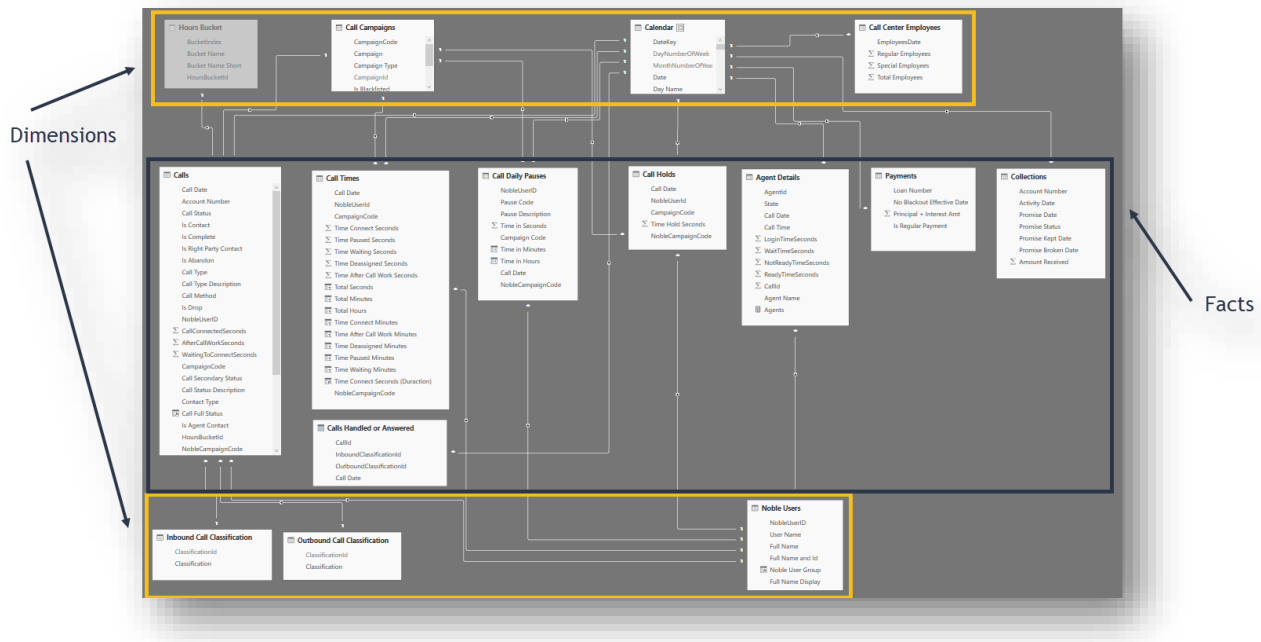 Dimensions
Facts
Hours Bucket
BucketIndex
Bucket Name
Bucket Name Short
HoursBucketId
Call Campaigns
CampaignCode
Campaign
Campaign Type
CampaignId
Is Blacklisted
Calendar
DateKey
DayNumberOfWeek
MonthNumberOfYear
Date
Day Name
Call Center Employees
EmployeesDate
Regular Employees
Special Employees
Total Employees
Calls
Call Date
Account Number
Call Status
Is Contact
Is Complete
Is Right Party Contact
Is Abandon
Call Type
Call Type Description
Call Method
Is Drop
NobleUserID
CallConnectedSeconds
AfterCallWorkSeconds
WaitingToConnectSeconds
CampaignCode
Call Secondary Status
Call Status Description
Contact Type
Call Full Status
Is Agent Contact
HoursBucketId
NobleCampaignCode
Call Times
Call Date
NobleUserId
CampaignCode
Time Connect Seconds
Time Paused Seconds
Time Waiting Seconds
Time Deassigned Seconds
Time After Call Work Seconds
Total Seconds
Total Minutes
Total Hours
Time Connect Minutes
Time After Call Work Minutes
Time Deassigned Minutes
Time Paused Minutes
Time Waiting Minutes
Time Connect Seconds (Duraction)
NobleCampaignCode
Calls Handled or Answered
CallId
InboundClassificationId
OutboundClassificationId
Call Date
Call Daily Pauses
NobleUserID
Pause Code
Pause Description
Time in Seconds
Campaign Code
Time in Minutes
Time in Hours
Call Date
NobleCampaignCode
Call Holds
Call Date
NobleUserId
CampaignCode
Time Hold Seconds
NobleCampaignCode
Agent Details
AgentId
State
Call Date
Call Time
LoginTimeSeconds
WaitTimeSeconds
NotReadyTimeSeconds
ReadyTimeSeconds
CallId
Agent Name
Agents
Payments
Loan Number
No Blackout Effective Date
Principal + Interest Amt
Is Regular Payment
Collections
Account Number
Activity Date
Promise Date
Promise Status
Promise Kept Date
Promise Broken Date
Amount Received
Inbound Call Classification
ClassificationId
Classification
Outbound Call Classification
ClassificationId
Classification
Noble Users
NobleUserID
User Name
Full Name
Full Name and Id
Noble User Group
Full Name Display